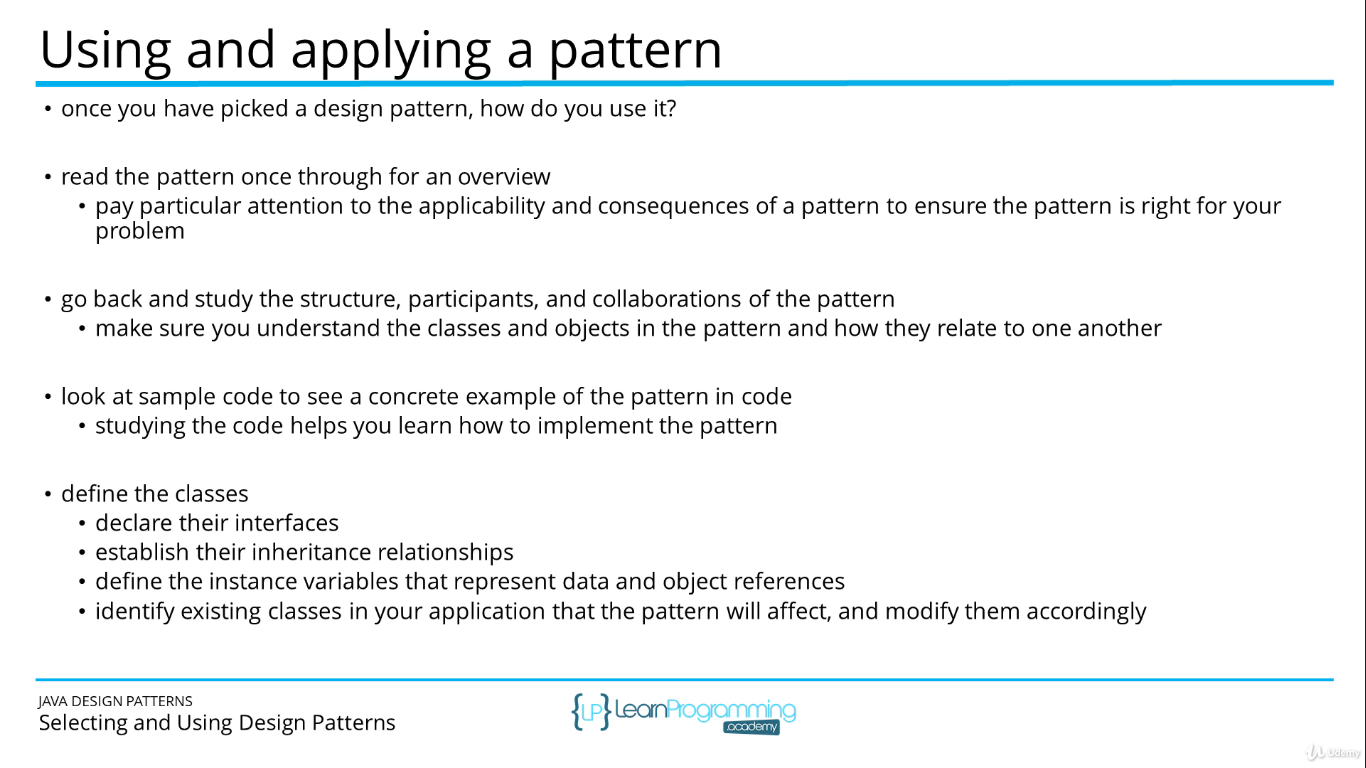 Using and applying a pattern
• once you have picked a design pattern, how do you use it?
• read the pattern once through for an overview
• pay particular attention to the applicability and consequences of a pattern to ensure the pattern is right for your
problem
• go back and study the structure, participants, and collaborations of the pattern
• make sure you understand the classes and objects in the pattern and how they relate to one another
• look at sample code to see a concrete example of the pattern in code
• studying the code helps you learn how to implement the pattern
• define the classes
• declare their interfaces
• establish their inheritance relationships
• define the instance variables that represent data and object references
• identify existing classes in your application that the pattern will affect, and modify them accordingly
JAVA DESIGN PATTERNS
Selecting and Using Design Patterns
{LP} LearnProgramming
.academy
Udemy